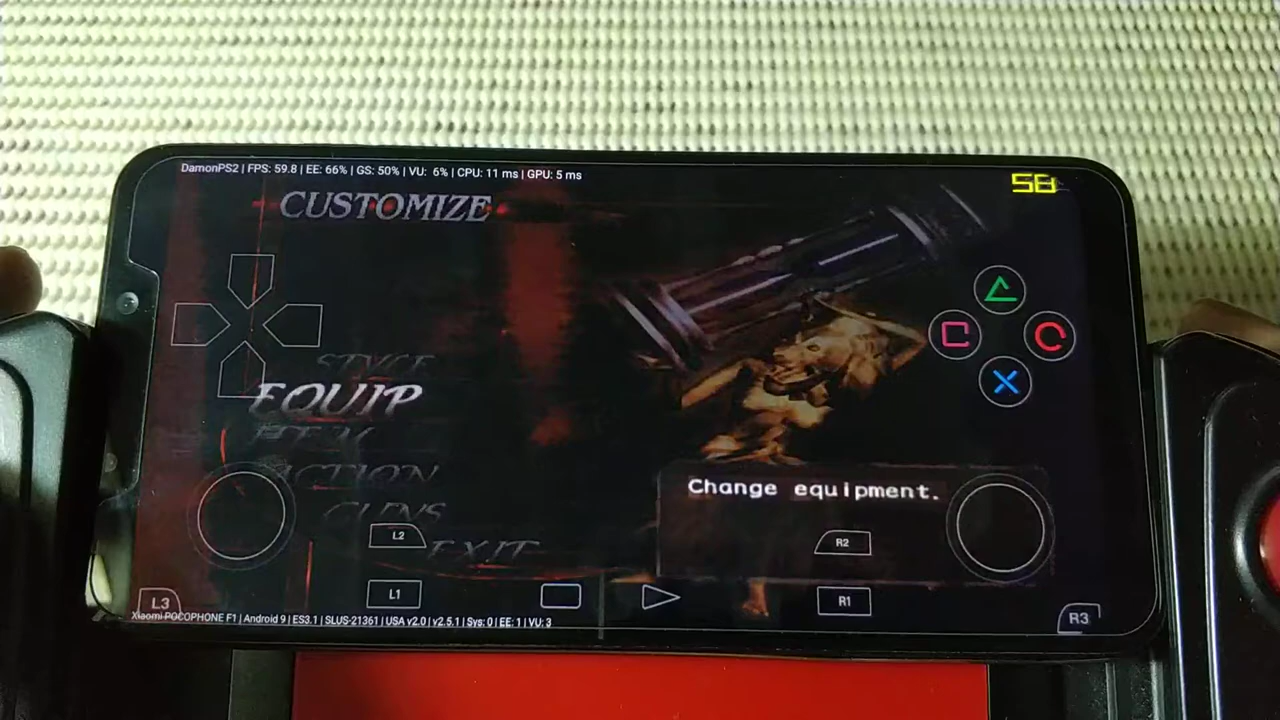 DamonPS2 | FPS: 59.8 | EE: 66% | GS: 50% | VU: 6% | CPU: 11 ms | GPU: 5 ms
58
CUSTOMIZE
STYLE
EQUIP
ITEM
ACTION
GUNS
EXIT
Change equipment.
L2
R2
L1
R1
L3
R3
Xiaomi POCOPHONE F1 | Android 9 | ES3.1 | SLUS-21361 | USA v2.0 | v2.5.1 | Sys: 0 | EE: 1 | VU: 3